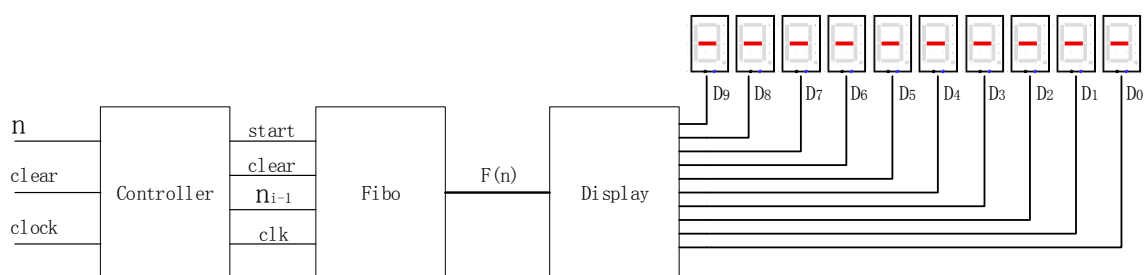 D9 D8 D7 D6 D5 D4 D3 D2 D1 D0
n
start
clear
clear
Controller
Fibo
F(n)
Display
ni-1
clock
clk